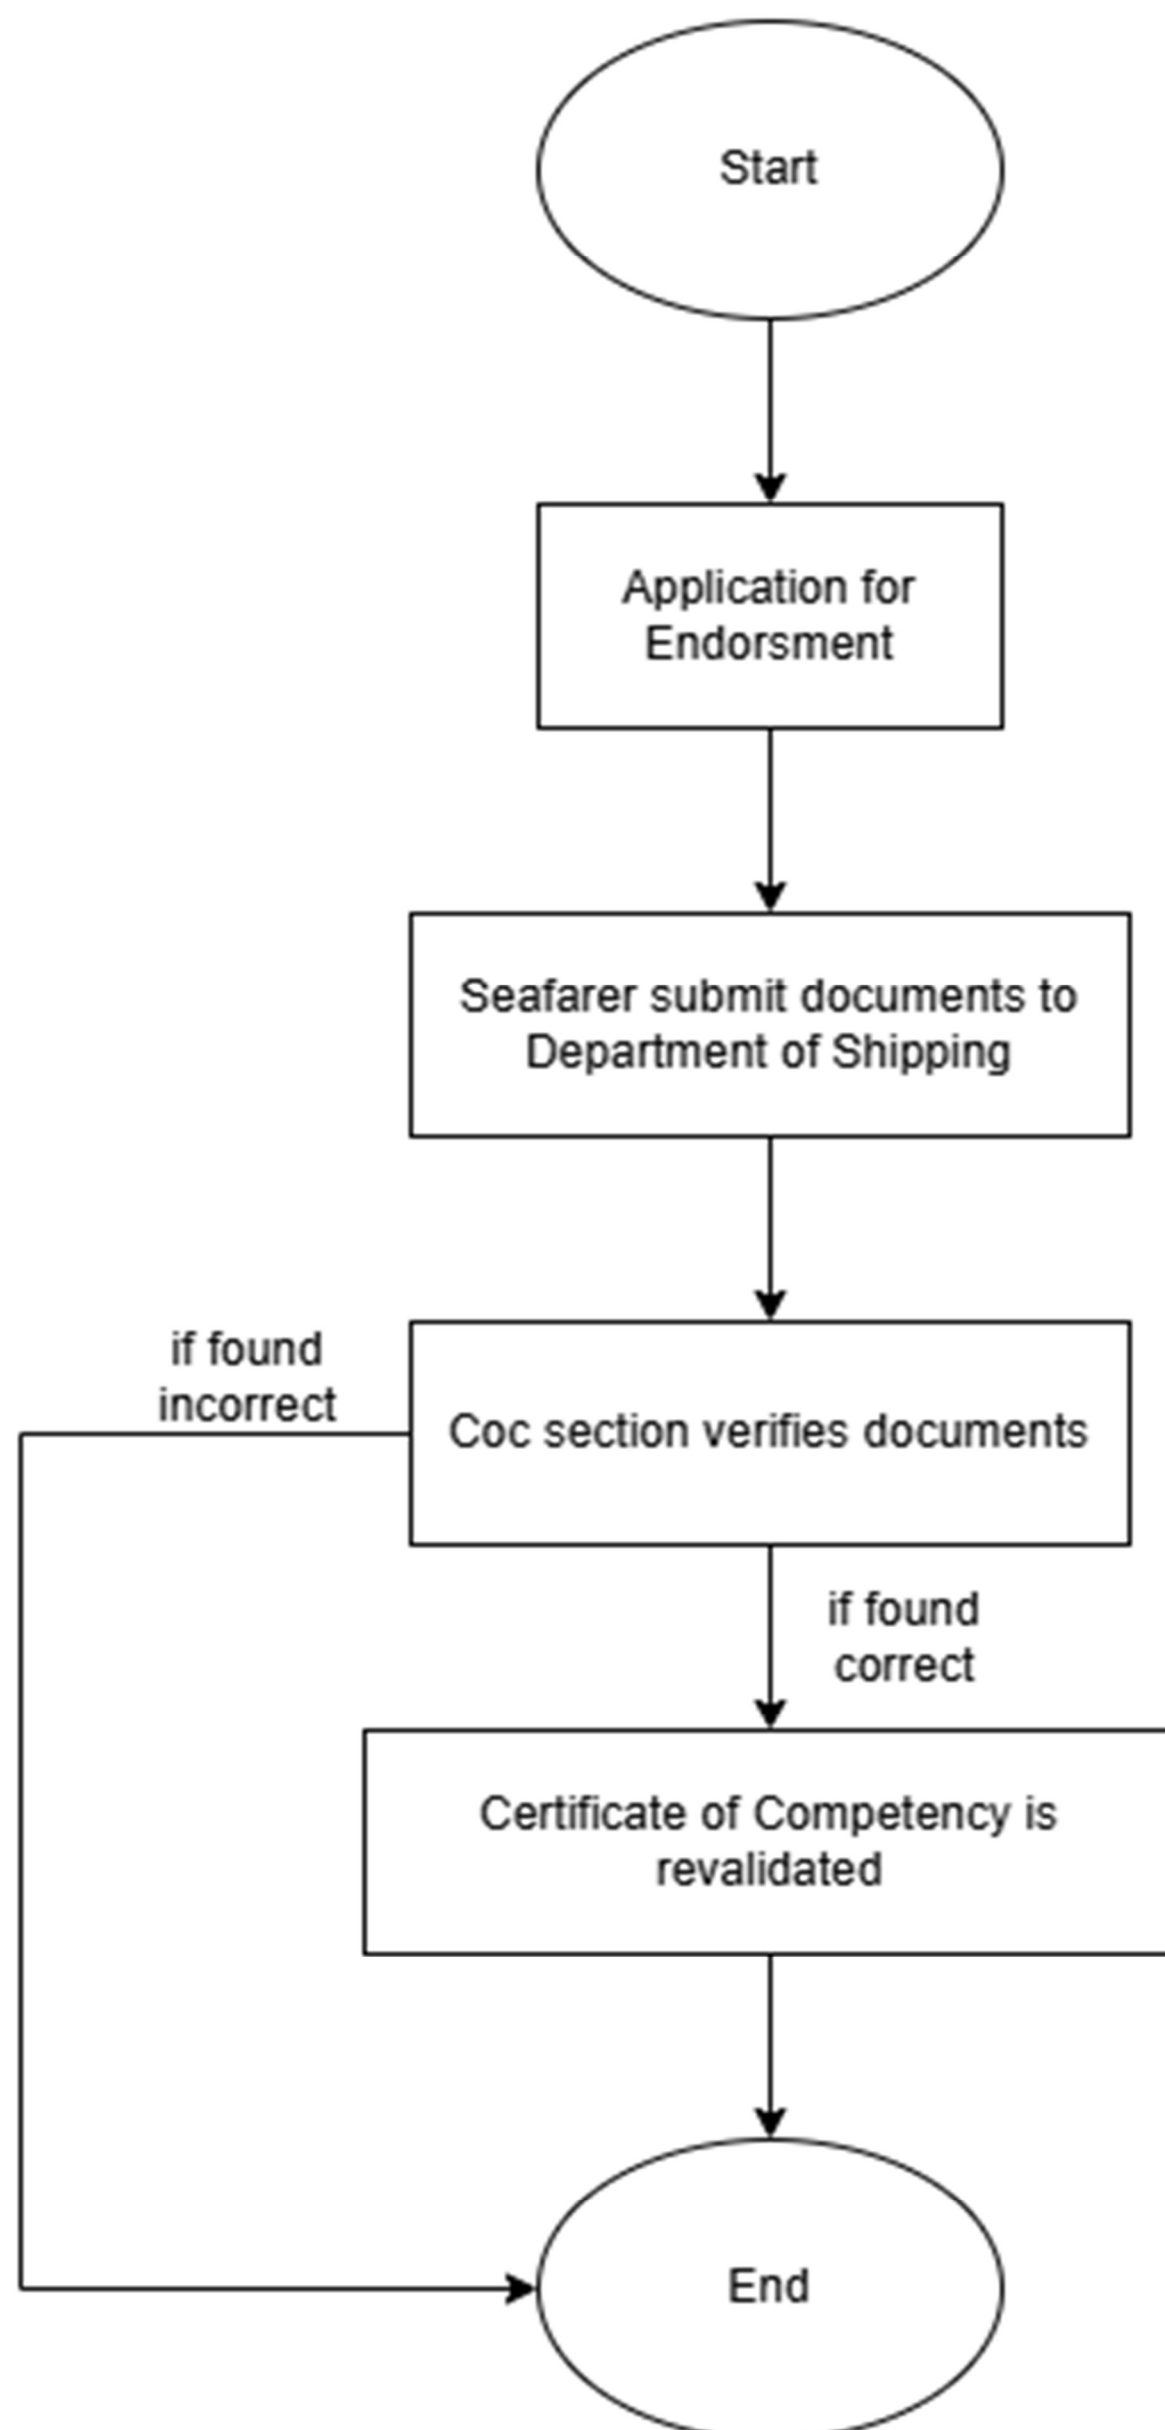 Start
Application for
Endorsment
Seafarer submit documents to
Department of Shipping
if found
incorrect
Coc section verifies documents
if found
correct
Certificate of Competency is
revalidated
End